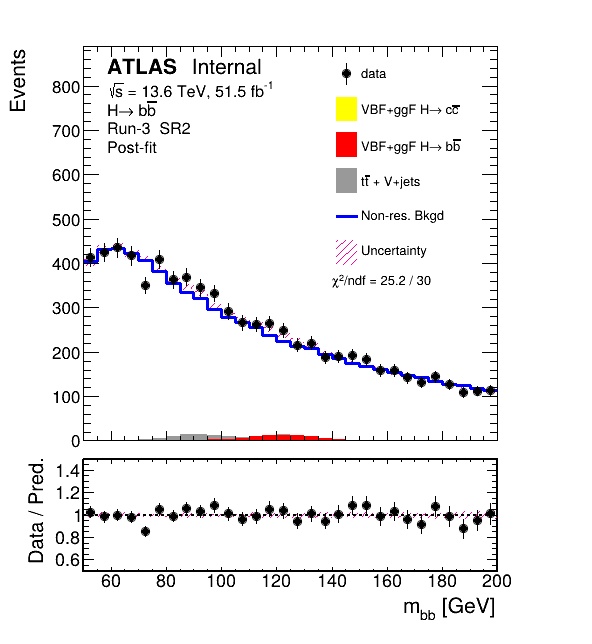 Events
ATLAS Internal
√s = 13.6 TeV, 51.5 fb⁻¹
H→ bb̅
Run-3 SR2
Post-fit
data
VBF+ggF H→ cc̅
VBF+ggF H→ bb̅
tt̅ + V+jets
Non-res. Bkgd
Uncertainty
χ²/ndf = 25.2 / 30
800
700
600
500
400
300
200
100
0
Data / Pred.
1.4
1.2
1
0.8
0.6
60 80 100 120 140 160 180 200
m_bb [GeV]